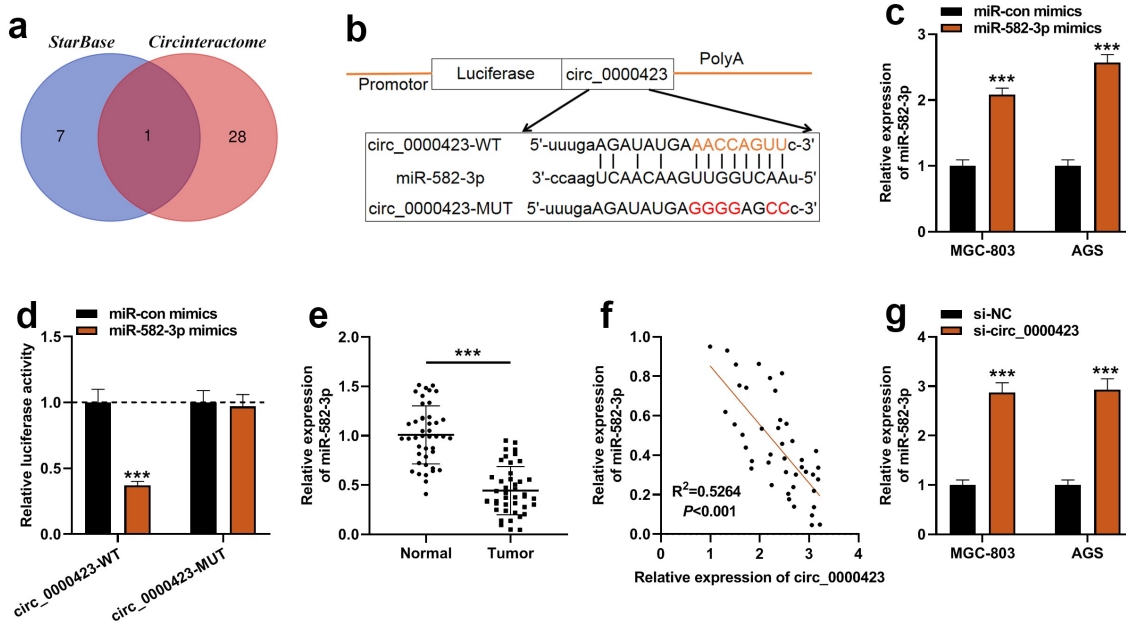 a
StarBase Circinteractome
7 1 28
b
Luciferase circ_0000423
Promotor
PolyA
circ_0000423-WT 5'-uuugaAGAUAUGAAACCAGUUc-3'
miR-582-3p 3'-ccaagUCAACAAGUUGGUCAAu-5'
circ_0000423-MUT 5'-uuugaAGAUAUGAGGGGAGCCc-3'
c
miR-con mimics
miR-582-3p mimics
Relative expression
of miR-582-3p
3
2
1
0
***
***
MGC-803 AGS
d
miR-con mimics
miR-582-3p mimics
Relative luciferase activity
1.5
1.0
0.5
0.0
***
circ_0000423-WT
circ_0000423-MUT
e
Relative expression
of miR-582-3p
2.0
1.5
1.0
0.5
0.0
***
Normal Tumor
f
Relative expression
of miR-582-3p
1.0
0.8
0.6
0.4
0.2
0.0
R²=0.5264
P<0.001
0 1 2 3 4
Relative expression of circ_0000423
g
si-NC
si-circ_0000423
Relative expression
of miR-582-3p
4
3
2
1
0
***
***
MGC-803 AGS